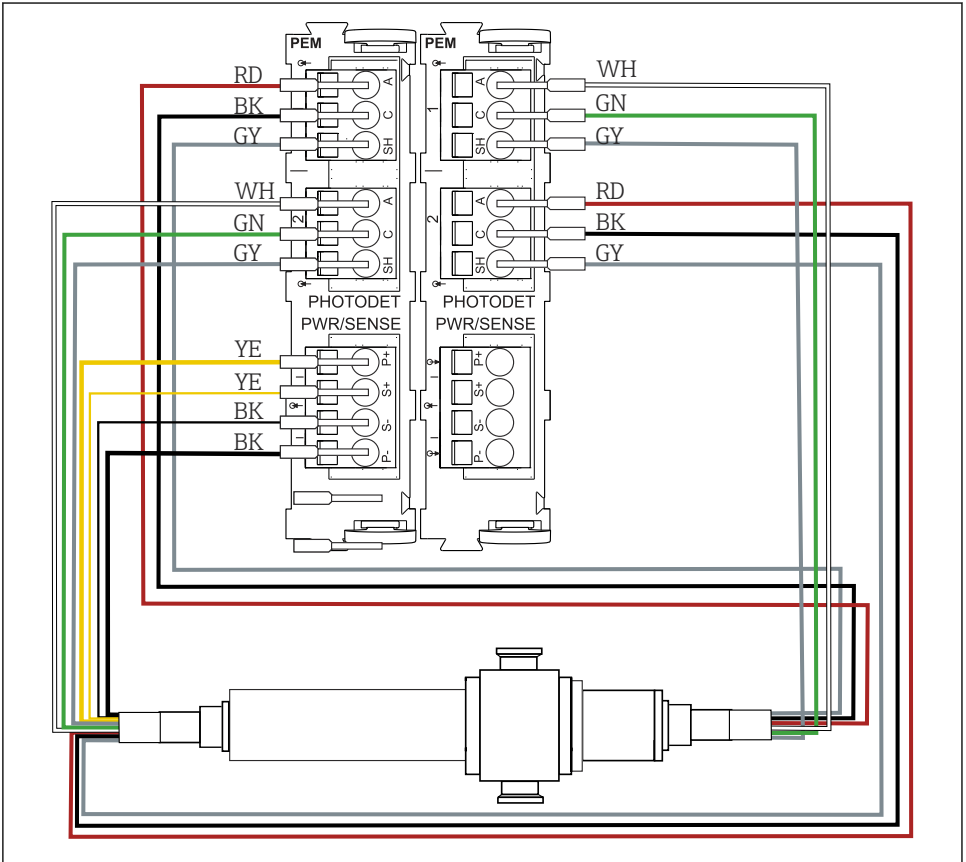 PEM
PEM
RD
A
A
WH
BK
C
1
C
GN
GY
SH
SH
GY
WH
A
A
RD
GN
2
C
2
C
BK
GY
SH
SH
GY
PHOTODET
PHOTODET
PWR/SENSE
PWR/SENSE
YE
P+
P+
YE
S+
S+
BK
S-
S-
BK
P-
P-